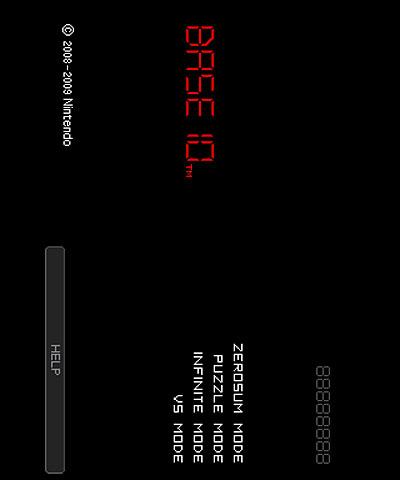 BASE 10™
© 2008-2009 Nintendo
88888888
ZEROSUM MODE
PUZZLE MODE
INFINITE MODE
VS MODE
HELP